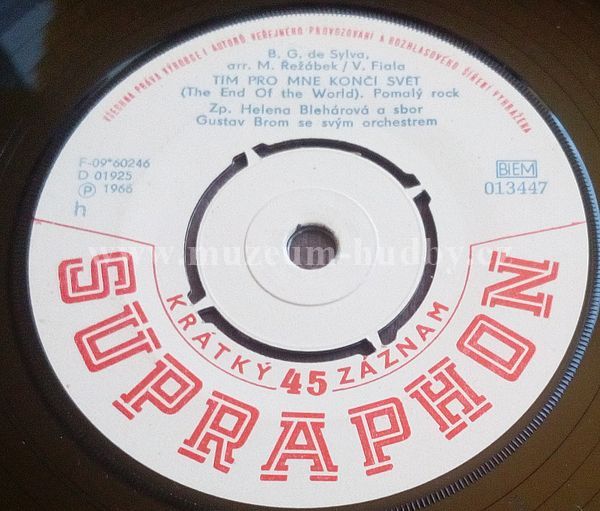 VŠECHNA PRÁVA VÝROBCE I AUTORŮ VEŘEJNÉHO PROVOZOVÁNÍ A ROZHLASOVÉHO ŠÍŘENÍ VYHRAŽENA
B. G. de Sylva,
arr. M. Řežábek / V. Fiala
TÍM PRO MNE KONČÍ SVĚT
(The End of the World). Pomalý rock
Zp. Helena Blehárová a sbor
Gustav Brom se svým orchestrem
F-09*60246
D 01925
Ⓟ 1966
h
BIEM
013447
www.muzeum-hudby.cz
KRÁTKÝ 45 ZÁZNAM
SUPRAPHON